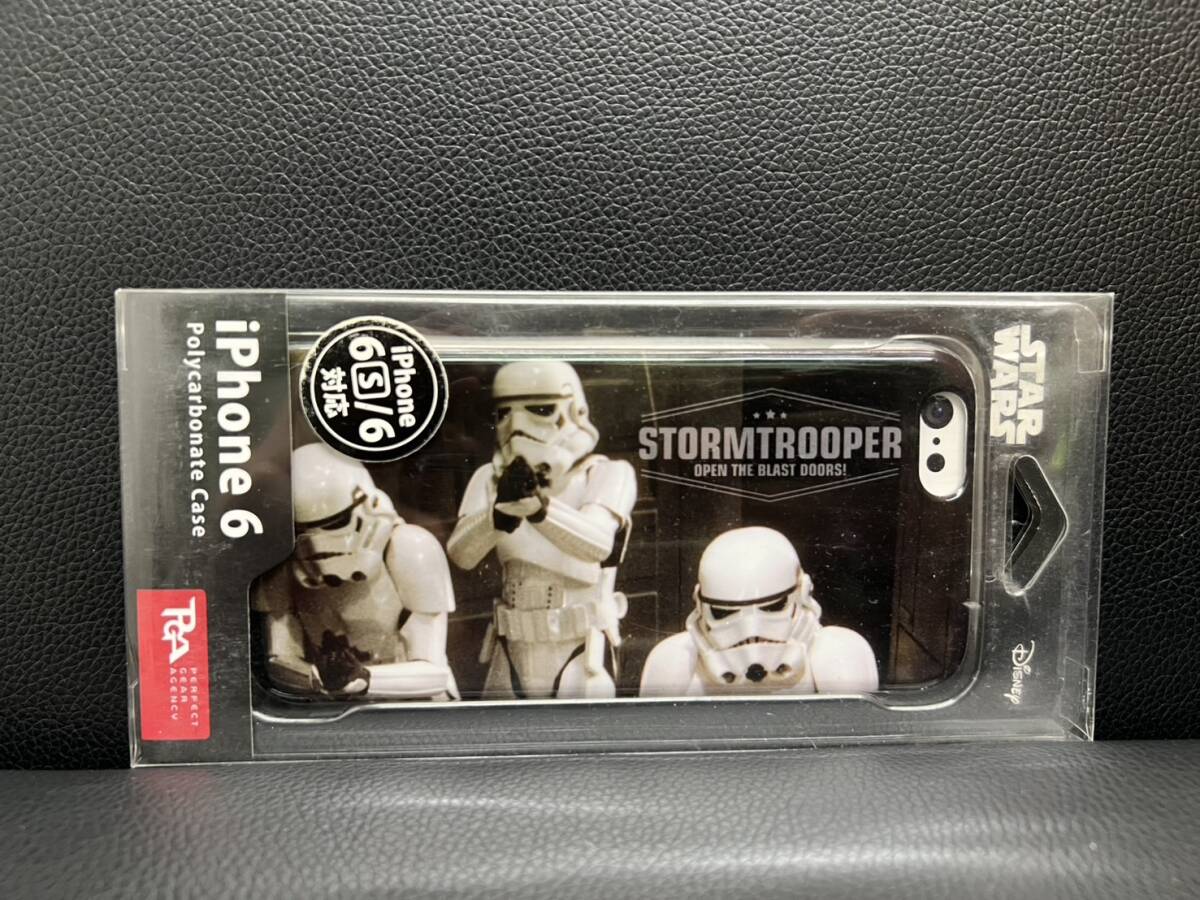 iPhone 6
Polycarbonate Case
PGA
PERFECT
GEAR
AGENCY
iPhone
6S/6
対応
STORMTROOPER
OPEN THE BLAST DOORS!
STAR
WARS
Disney